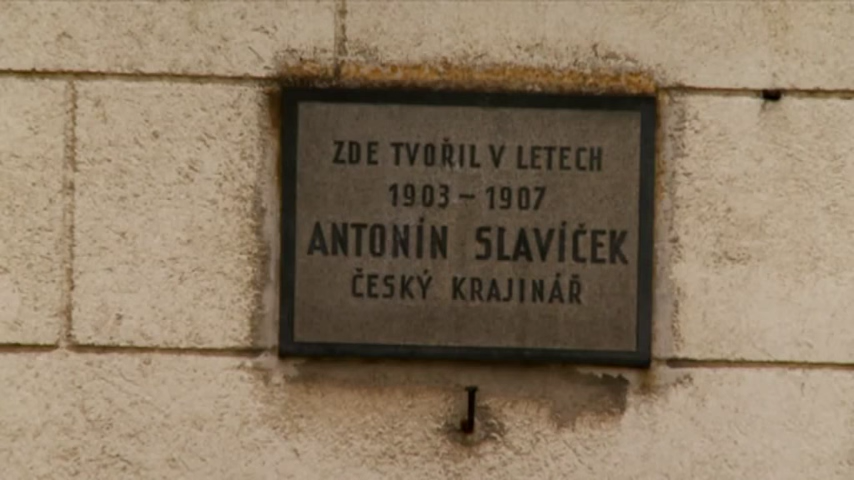 ZDE TVOŘIL V LETECH
1903 – 1907
ANTONÍN SLAVÍČEK
ČESKÝ KRAJINÁŘ